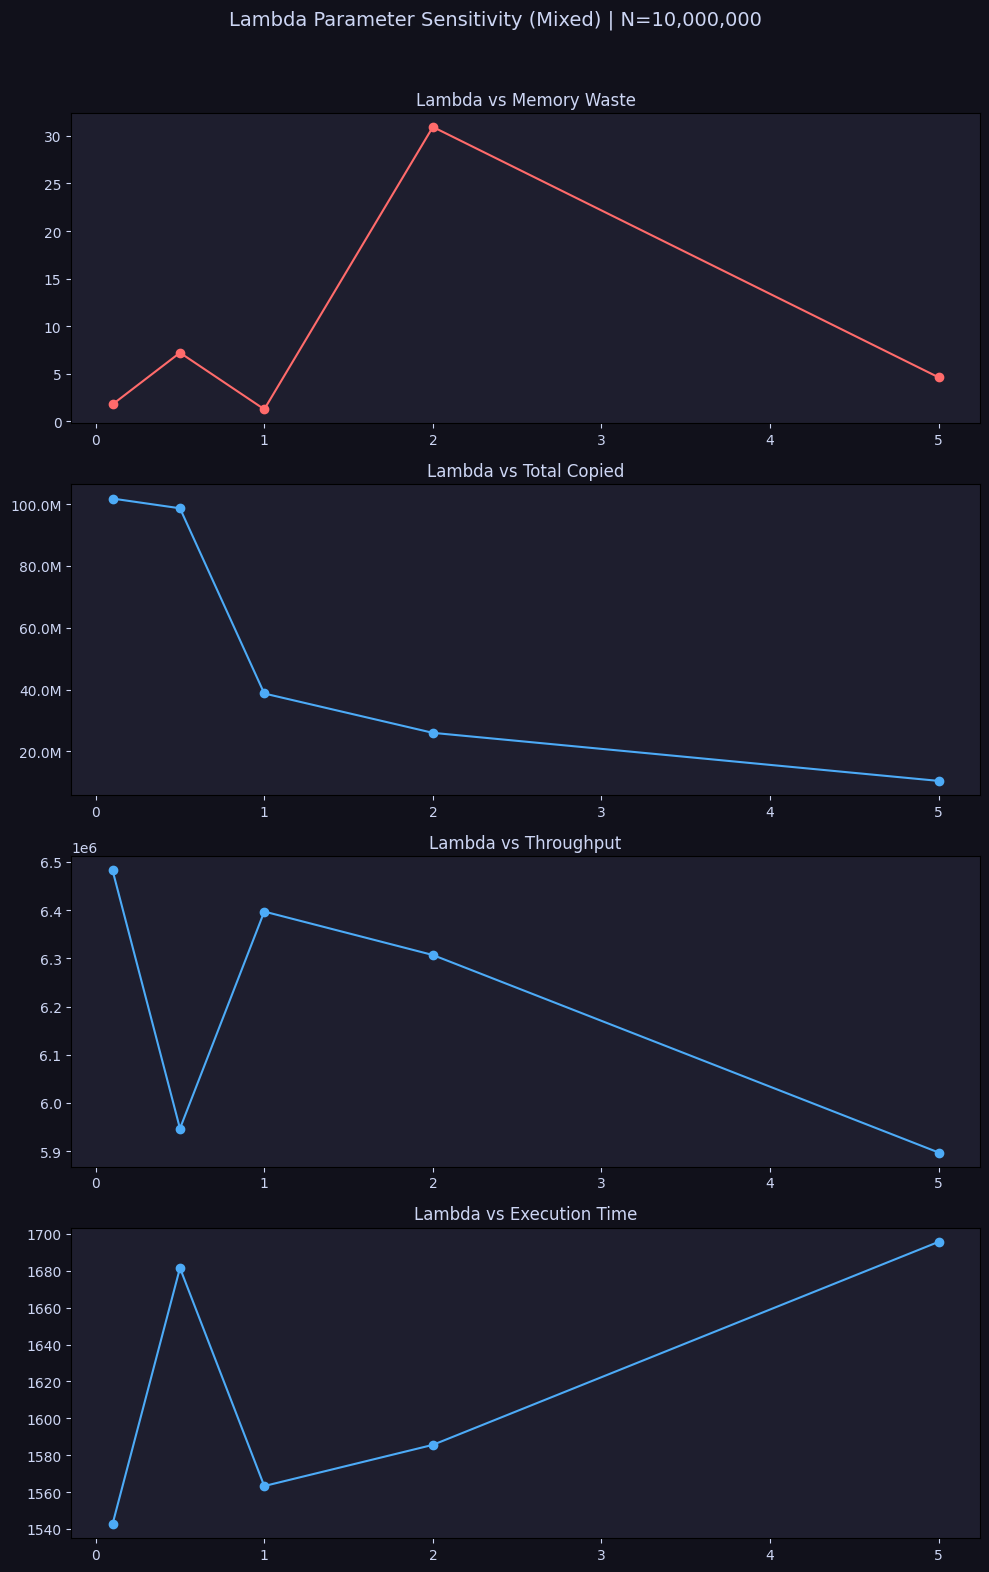 Lambda Parameter Sensitivity (Mixed) | N=10,000,000
Lambda vs Memory Waste
30
25
20
15
10
5
0
0 1 2 3 4 5
Lambda vs Total Copied
100.0M
80.0M
60.0M
40.0M
20.0M
0 1 2 3 4 5
Lambda vs Throughput
1e6
6.5
6.4
6.3
6.2
6.1
6.0
5.9
0 1 2 3 4 5
Lambda vs Execution Time
1700
1680
1660
1640
1620
1600
1580
1560
1540
0 1 2 3 4 5